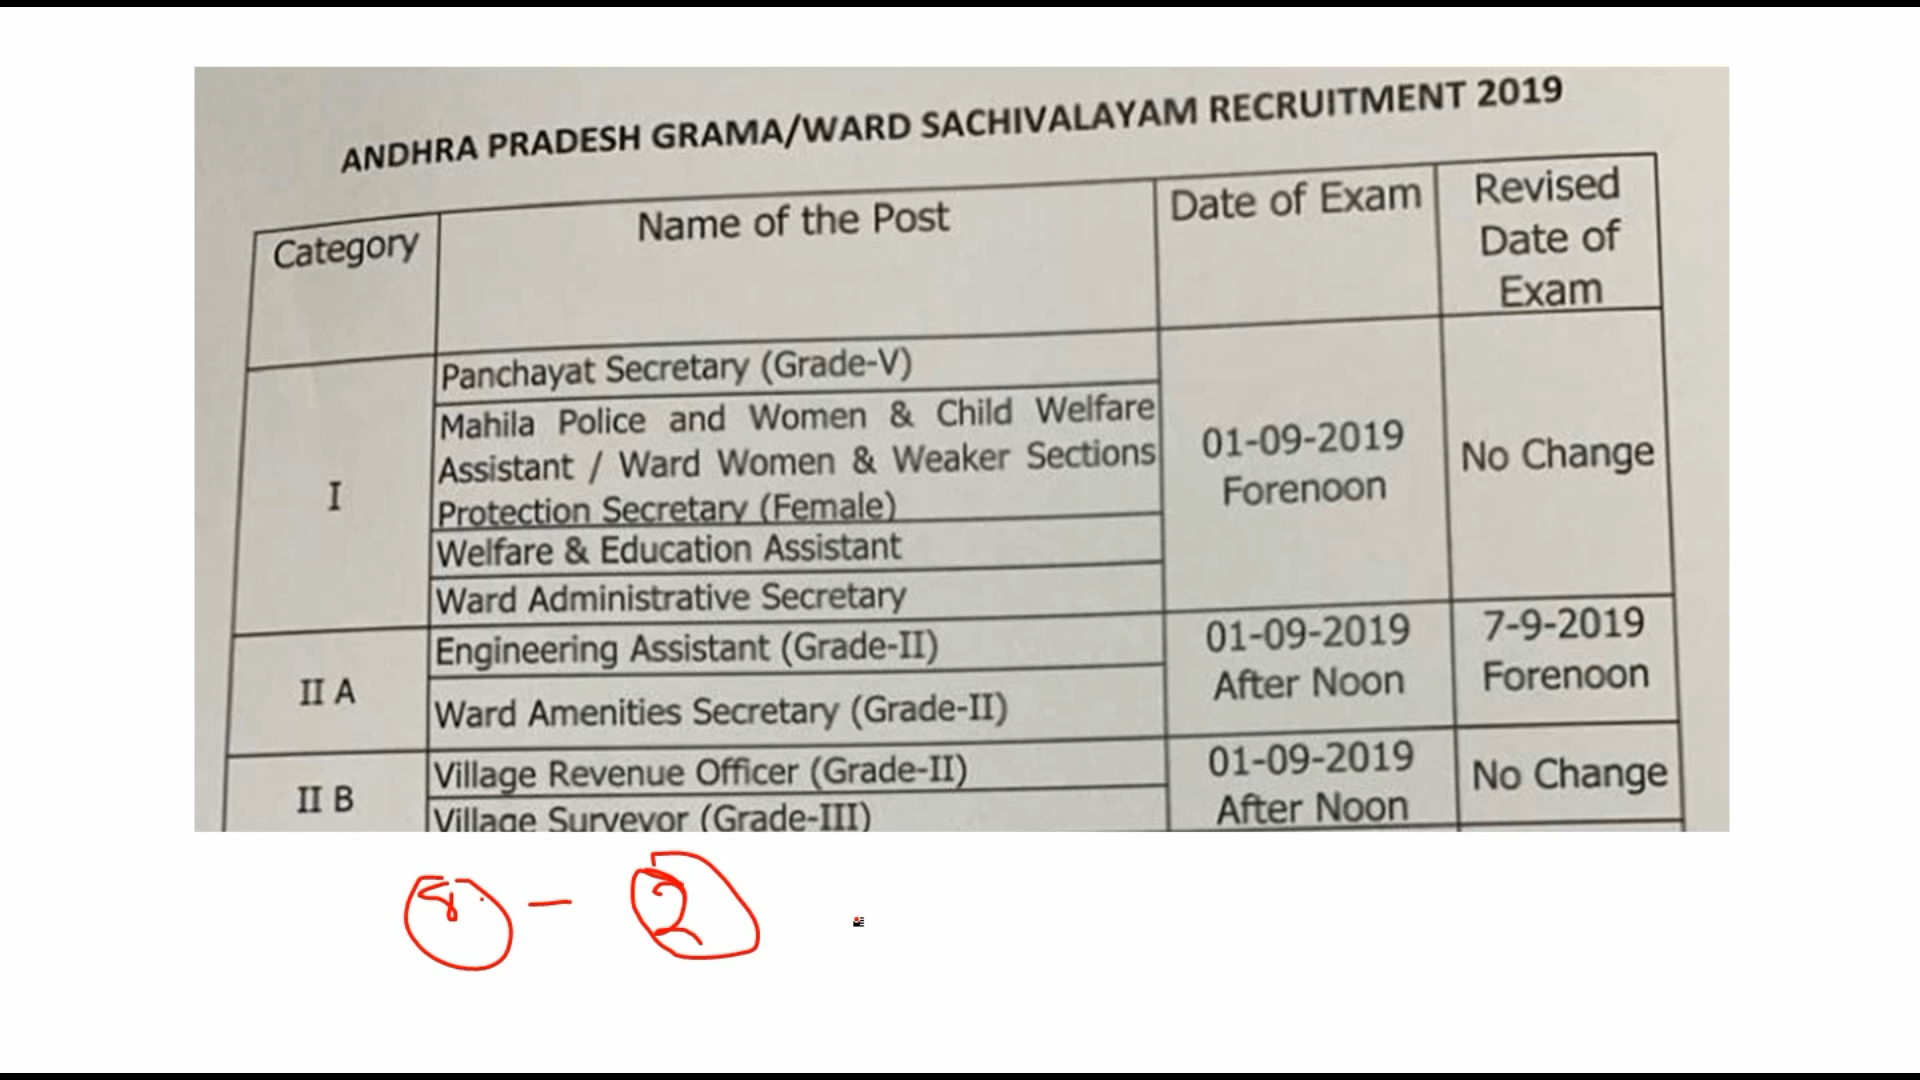 ANDHRA PRADESH GRAMA/WARD SACHIVALAYAM RECRUITMENT 2019
Category
Name of the Post
Date of Exam
Revised
Date of
Exam
I
Panchayat Secretary (Grade-V)
Mahila Police and Women & Child Welfare
Assistant / Ward Women & Weaker Sections
Protection Secretary (Female)
Welfare & Education Assistant
Ward Administrative Secretary
01-09-2019
Forenoon
No Change
II A
Engineering Assistant (Grade-II)
Ward Amenities Secretary (Grade-II)
01-09-2019
After Noon
7-9-2019
Forenoon
II B
Village Revenue Officer (Grade-II)
Village Surveyor (Grade-III)
01-09-2019
After Noon
No Change
8 - 2